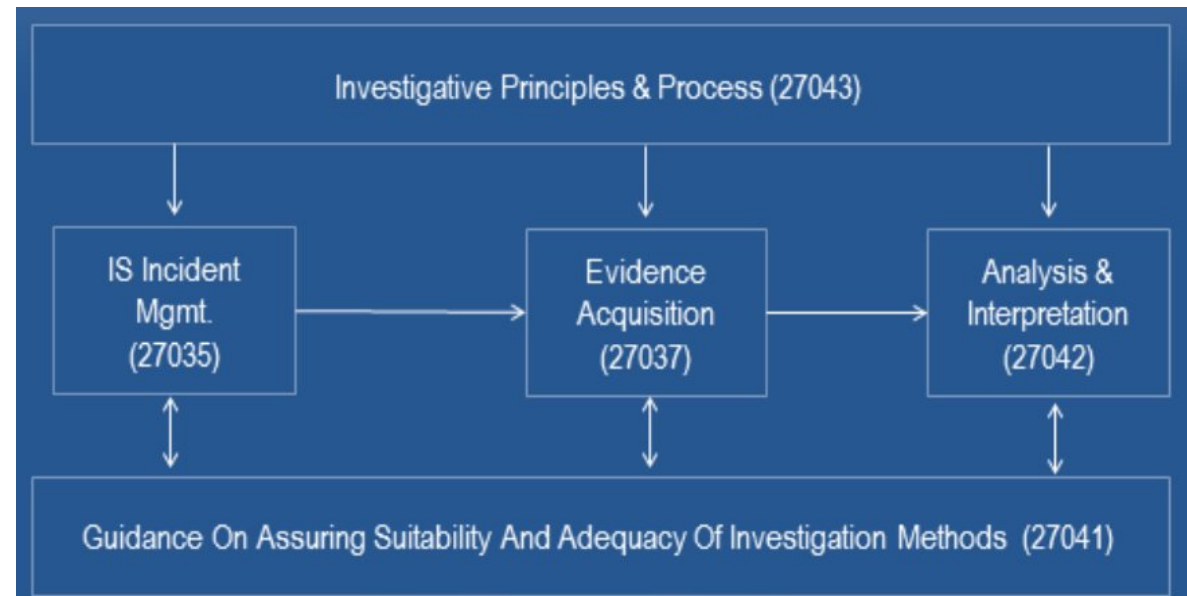 Investigative Principles & Process (27043)
IS Incident
Mgmt.
(27035)
Evidence
Acquisition
(27037)
Analysis &
Interpretation
(27042)
Guidance On Assuring Suitability And Adequacy Of Investigation Methods (27041)